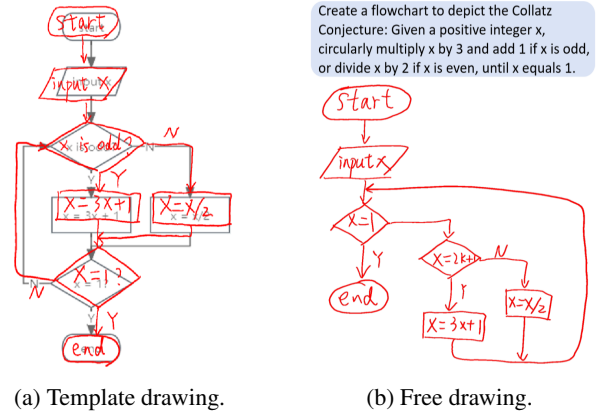 start
input x
x is odd?
N
Y
X=3x+1
X=X/2
X=1?
N
Y
end
Create a flowchart to depict the Collatz
Conjecture: Given a positive integer x,
circularly multiply x by 3 and add 1 if x is odd,
or divide x by 2 if x is even, until x equals 1.
Start
input x
X=1
Y
end
N
Y
X=3x+1
X=X/2
(a) Template drawing.
(b) Free drawing.